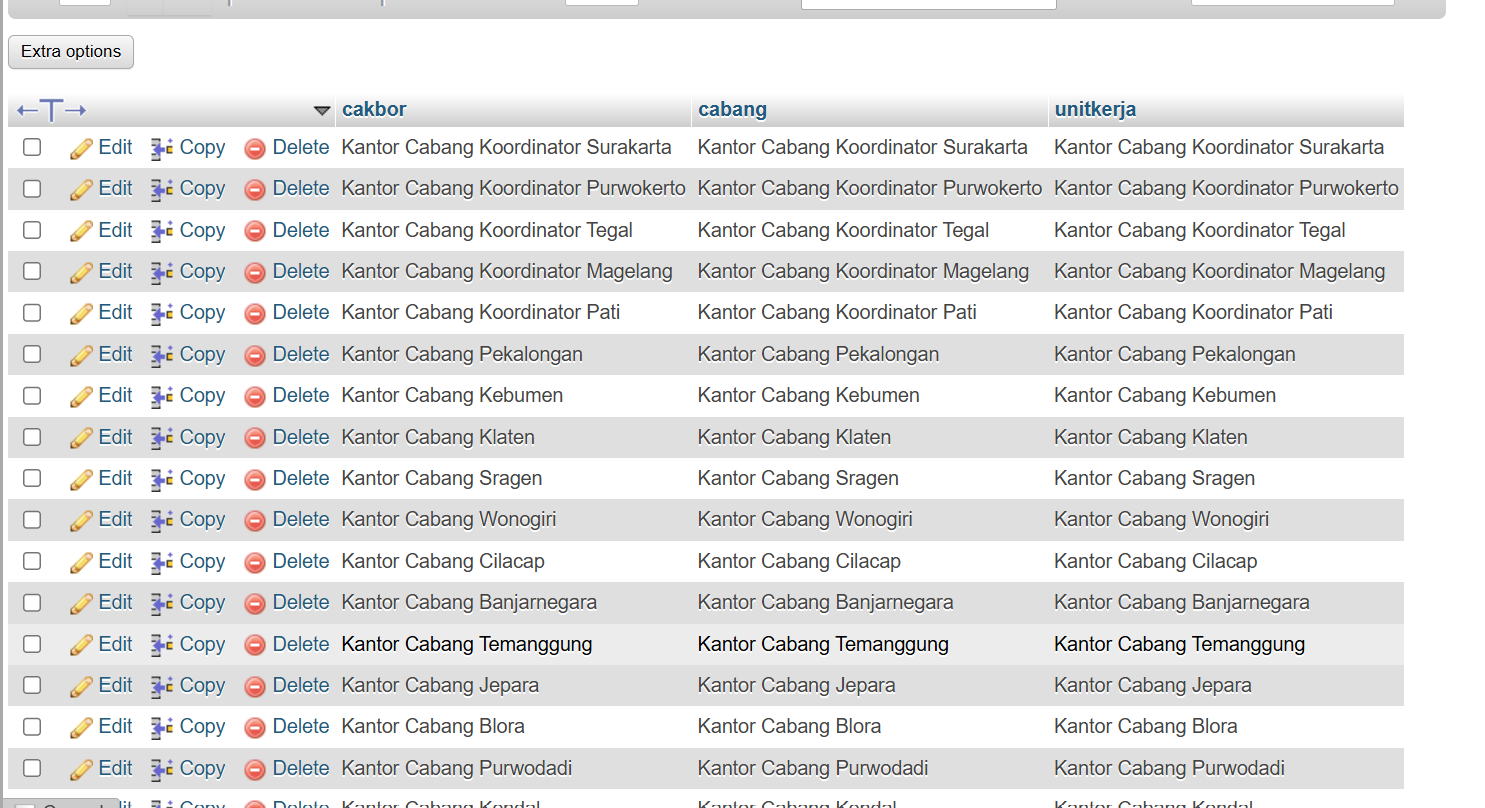 Extra options
cakbor cabang unitkerja
Edit Copy Delete Kantor Cabang Koordinator Surakarta Kantor Cabang Koordinator Surakarta Kantor Cabang Koordinator Surakarta
Edit Copy Delete Kantor Cabang Koordinator Purwokerto Kantor Cabang Koordinator Purwokerto Kantor Cabang Koordinator Purwokerto
Edit Copy Delete Kantor Cabang Koordinator Tegal Kantor Cabang Koordinator Tegal Kantor Cabang Koordinator Tegal
Edit Copy Delete Kantor Cabang Koordinator Magelang Kantor Cabang Koordinator Magelang Kantor Cabang Koordinator Magelang
Edit Copy Delete Kantor Cabang Koordinator Pati Kantor Cabang Koordinator Pati Kantor Cabang Koordinator Pati
Edit Copy Delete Kantor Cabang Pekalongan Kantor Cabang Pekalongan Kantor Cabang Pekalongan
Edit Copy Delete Kantor Cabang Kebumen Kantor Cabang Kebumen Kantor Cabang Kebumen
Edit Copy Delete Kantor Cabang Klaten Kantor Cabang Klaten Kantor Cabang Klaten
Edit Copy Delete Kantor Cabang Sragen Kantor Cabang Sragen Kantor Cabang Sragen
Edit Copy Delete Kantor Cabang Wonogiri Kantor Cabang Wonogiri Kantor Cabang Wonogiri
Edit Copy Delete Kantor Cabang Cilacap Kantor Cabang Cilacap Kantor Cabang Cilacap
Edit Copy Delete Kantor Cabang Banjarnegara Kantor Cabang Banjarnegara Kantor Cabang Banjarnegara
Edit Copy Delete Kantor Cabang Temanggung Kantor Cabang Temanggung Kantor Cabang Temanggung
Edit Copy Delete Kantor Cabang Jepara Kantor Cabang Jepara Kantor Cabang Jepara
Edit Copy Delete Kantor Cabang Blora Kantor Cabang Blora Kantor Cabang Blora
Edit Copy Delete Kantor Cabang Purwodadi Kantor Cabang Purwodadi Kantor Cabang Purwodadi
Copy Delete Kantor Cabang Kendal Kantor Cabang Kendal Kantor Cabang Kendal